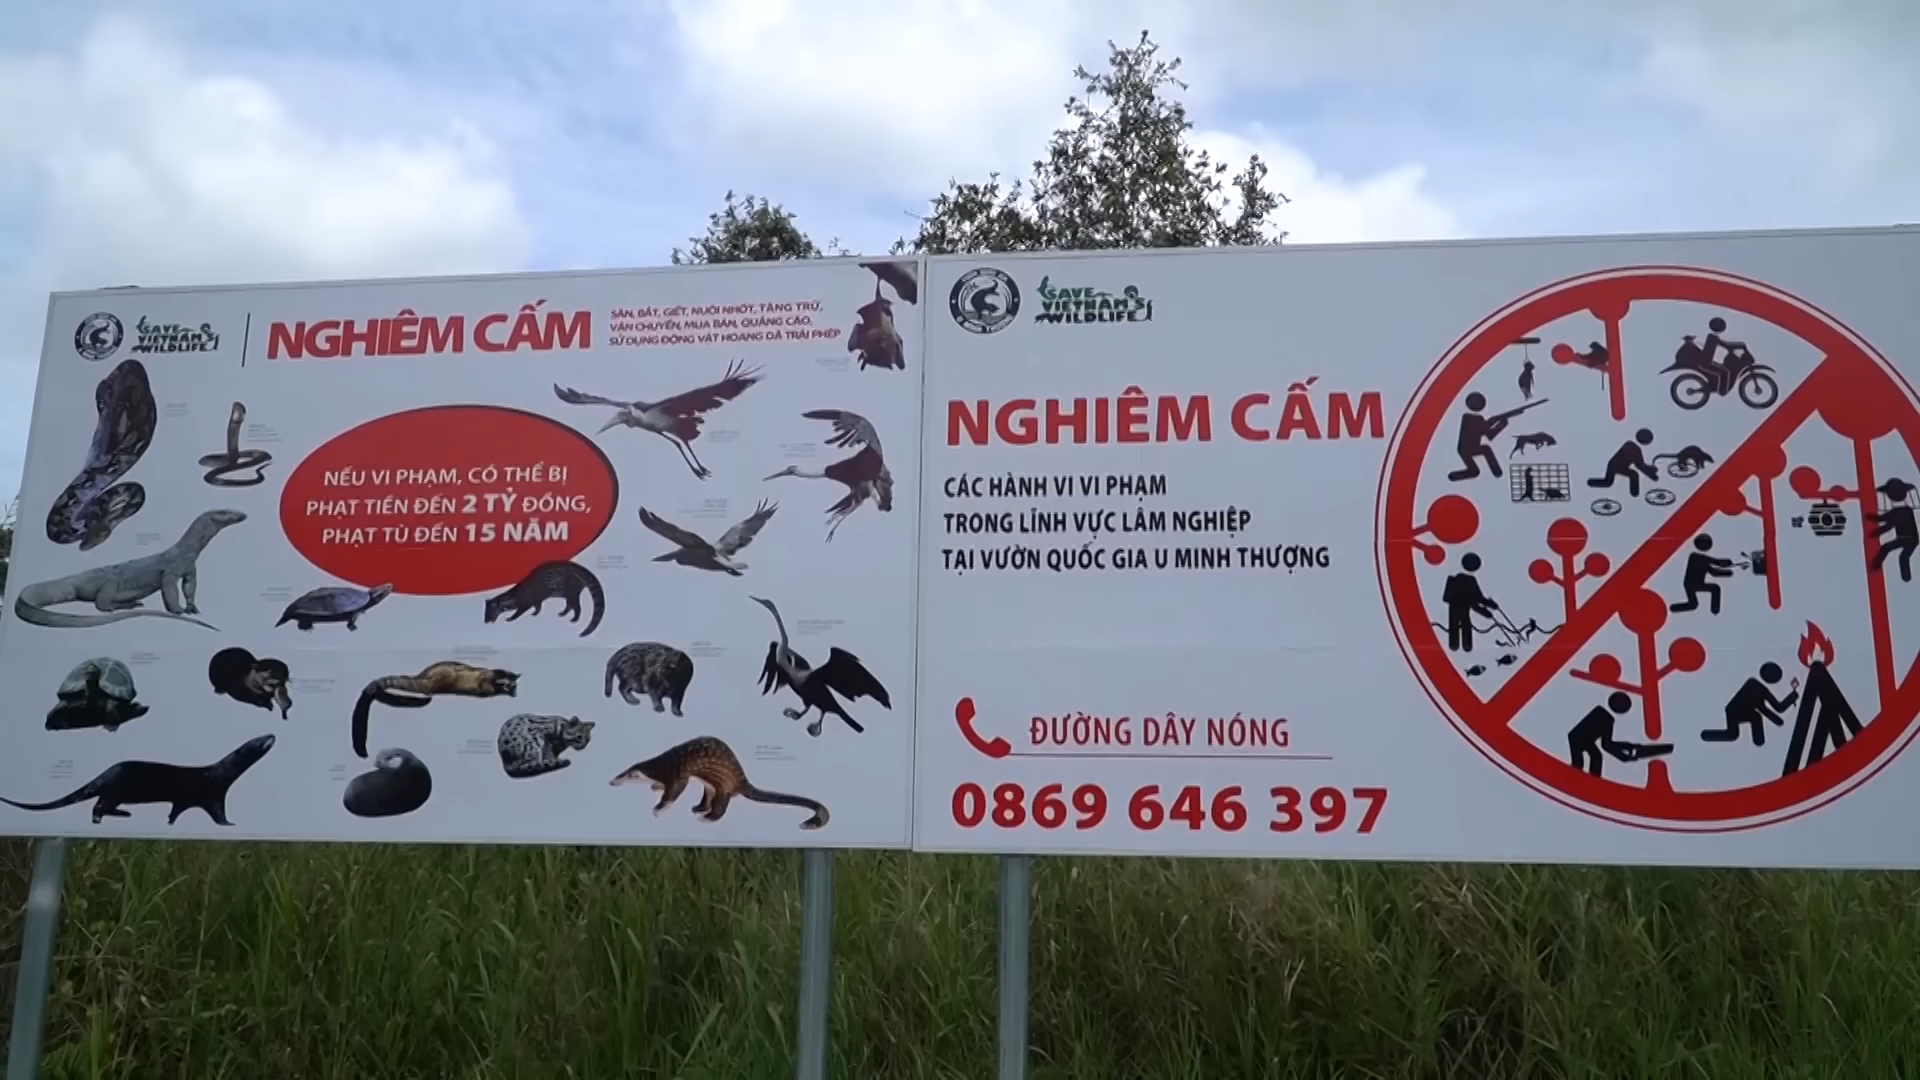 SAVE
VIETNAM'S
WILDLIFE
NGHIÊM CẤM
SĂN, BẮT, GIẾT, NUÔI NHỐT, TÀNG TRỮ,
VẬN CHUYỂN, MUA BÁN, QUẢNG CÁO,
SỬ DỤNG ĐỘNG VẬT HOANG DÃ TRÁI PHÉP
NẾU VI PHẠM, CÓ THỂ BỊ
PHẠT TIỀN ĐẾN 2 TỶ ĐỒNG,
PHẠT TÙ ĐẾN 15 NĂM
SAVE
VIETNAM'S
WILDLIFE
NGHIÊM CẤM
CÁC HÀNH VI VI PHẠM
TRONG LĨNH VỰC LÂM NGHIỆP
TẠI VƯỜN QUỐC GIA U MINH THƯỢNG
ĐƯỜNG DÂY NÓNG
0869 646 397